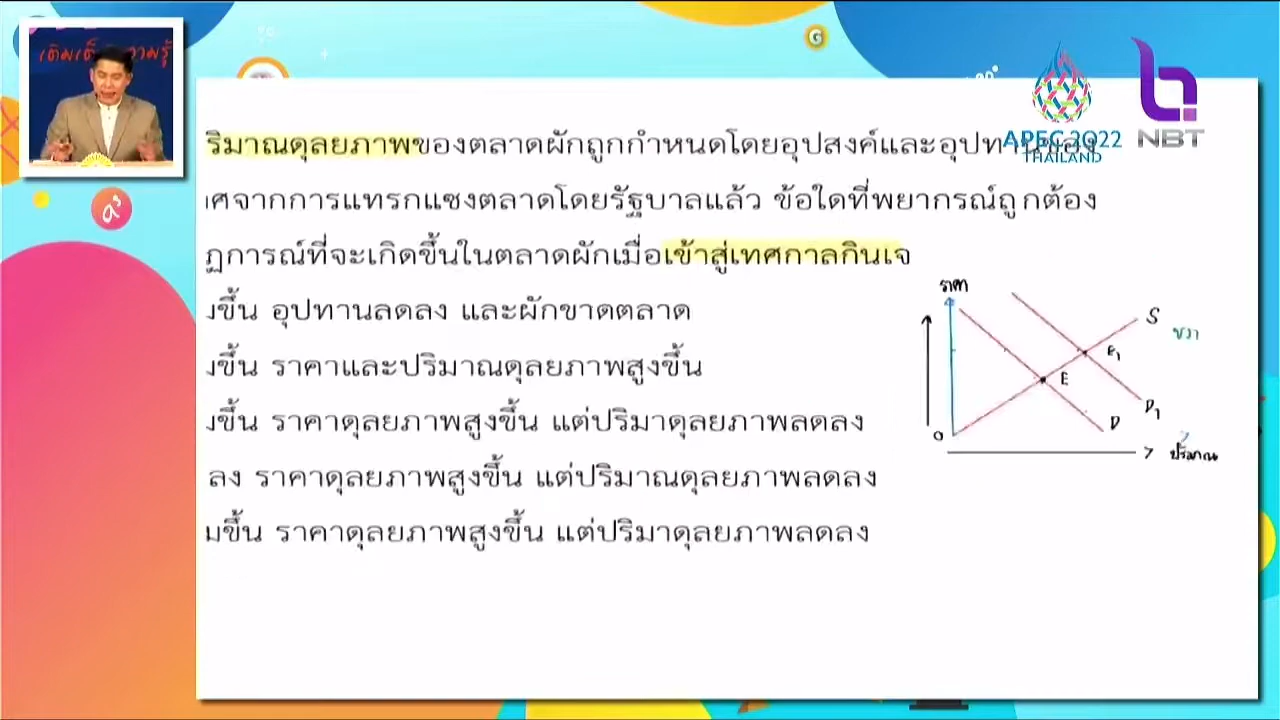 เติมเต็มความรู้
APEC 2022
THAILAND
NBT
ริมาณดุลยภาพของตลาดผักถูกกำหนดโดยอุปสงค์และอุปทานของ
ศจากการแทรกแซงตลาดโดยรัฐบาลแล้ว ข้อใดที่พยากรณ์ถูกต้อง
ฏการณ์ที่จะเกิดขึ้นในตลาดผักเมื่อเข้าสู่เทศกาลกินเจ
งขึ้น อุปทานลดลง และผักขาดตลาด
งขึ้น ราคาและปริมาณดุลยภาพสูงขึ้น
งขึ้น ราคาดุลยภาพสูงขึ้น แต่ปริมาดุลยภาพลดลง
ลง ราคาดุลยภาพสูงขึ้น แต่ปริมาณดุลยภาพลดลง
มขึ้น ราคาดุลยภาพสูงขึ้น แต่ปริมาดุลยภาพลดลง
ราคา
S
ขวา
E1
E
D1
D
0
ปริมาณ